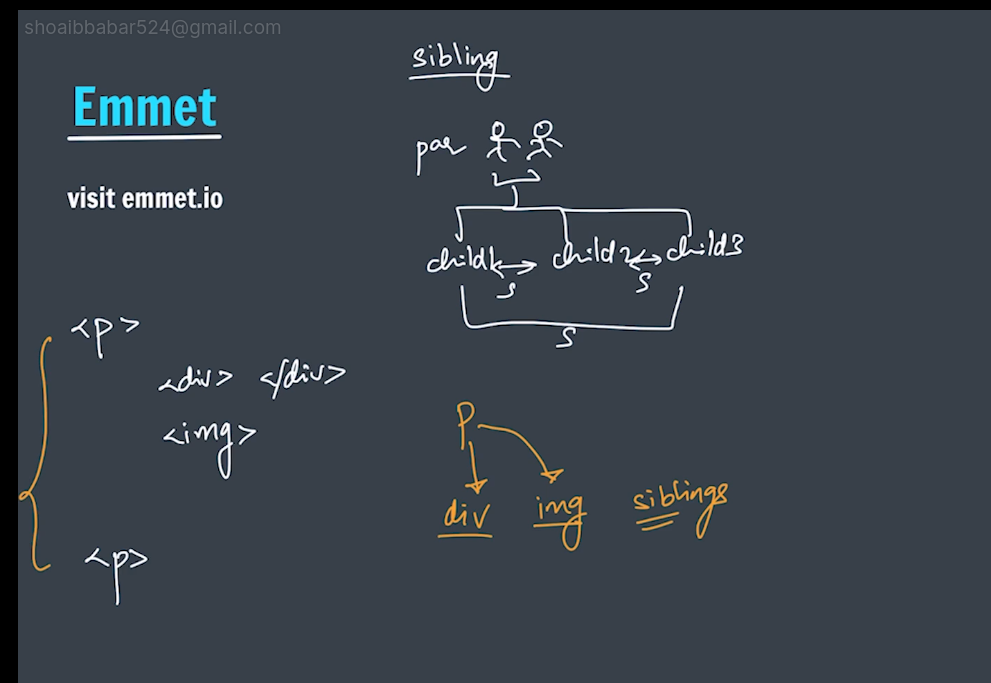 shoaibbabar524@gmail.com
Emmet
visit emmet.io
sibling
par
child1 child2 child3
S S
S
<p>
<div> </div>
<img>
<p>
P
div img siblings